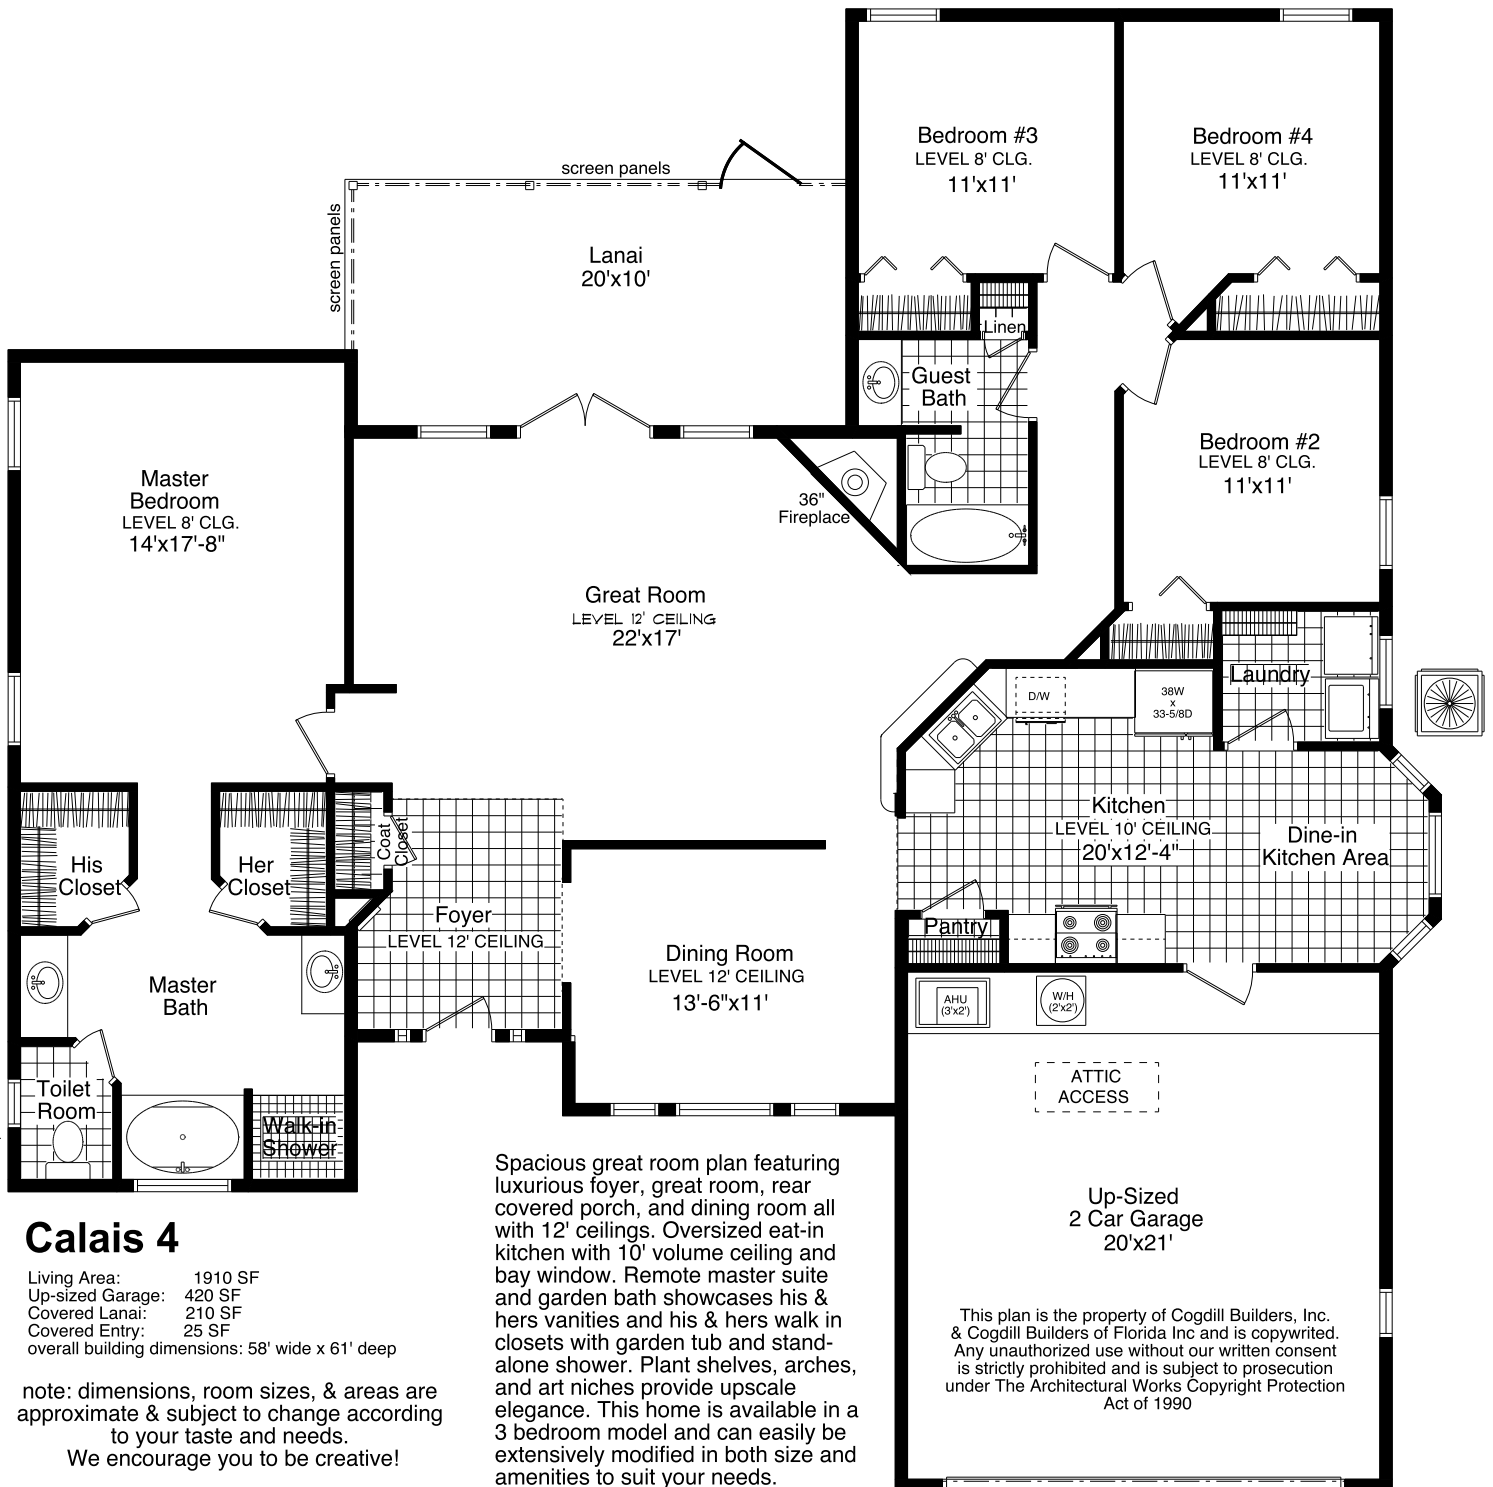 Bedroom #3
LEVEL 8' CLG.
11'x11'
Bedroom #4
LEVEL 8' CLG.
11'x11'
screen panels
screen panels
Lanai
20'x10'
Linen
Guest
Bath
Bedroom #2
LEVEL 8' CLG.
11'x11'
Master
Bedroom
LEVEL 8' CLG.
14'x17'-8"
36"
Fireplace
Great Room
LEVEL 12' CEILING
22'x17'
Laundry
D/W
38W
x
33-5/8D
Kitchen
LEVEL 10' CEILING
20'x12'-4"
Dine-in
Kitchen Area
Coat
Closet
His
Closet
Her
Closet
Foyer
LEVEL 12' CEILING
Pantry
Dining Room
LEVEL 12' CEILING
13'-6"x11'
Master
Bath
AHU
(3'x2')
W/H
(2'x2')
Toilet
Room
Walk-in
Shower
ATTIC
ACCESS
Up-Sized
2 Car Garage
20'x21'
Calais 4
Living Area: 1910 SF
Up-sized Garage: 420 SF
Covered Lanai: 210 SF
Covered Entry: 25 SF
overall building dimensions: 58' wide x 61' deep
note: dimensions, room sizes, & areas are
approximate & subject to change according
to your taste and needs.
We encourage you to be creative!
Spacious great room plan featuring
luxurious foyer, great room, rear
covered porch, and dining room all
with 12' ceilings. Oversized eat-in
kitchen with 10' volume ceiling and
bay window. Remote master suite
and garden bath showcases his &
hers vanities and his & hers walk in
closets with garden tub and stand-
alone shower. Plant shelves, arches,
and art niches provide upscale
elegance. This home is available in a
3 bedroom model and can easily be
extensively modified in both size and
amenities to suit your needs.
This plan is the property of Cogdill Builders, Inc.
& Cogdill Builders of Florida Inc and is copywrited.
Any unauthorized use without our written consent
is strictly prohibited and is subject to prosecution
under The Architectural Works Copyright Protection
Act of 1990